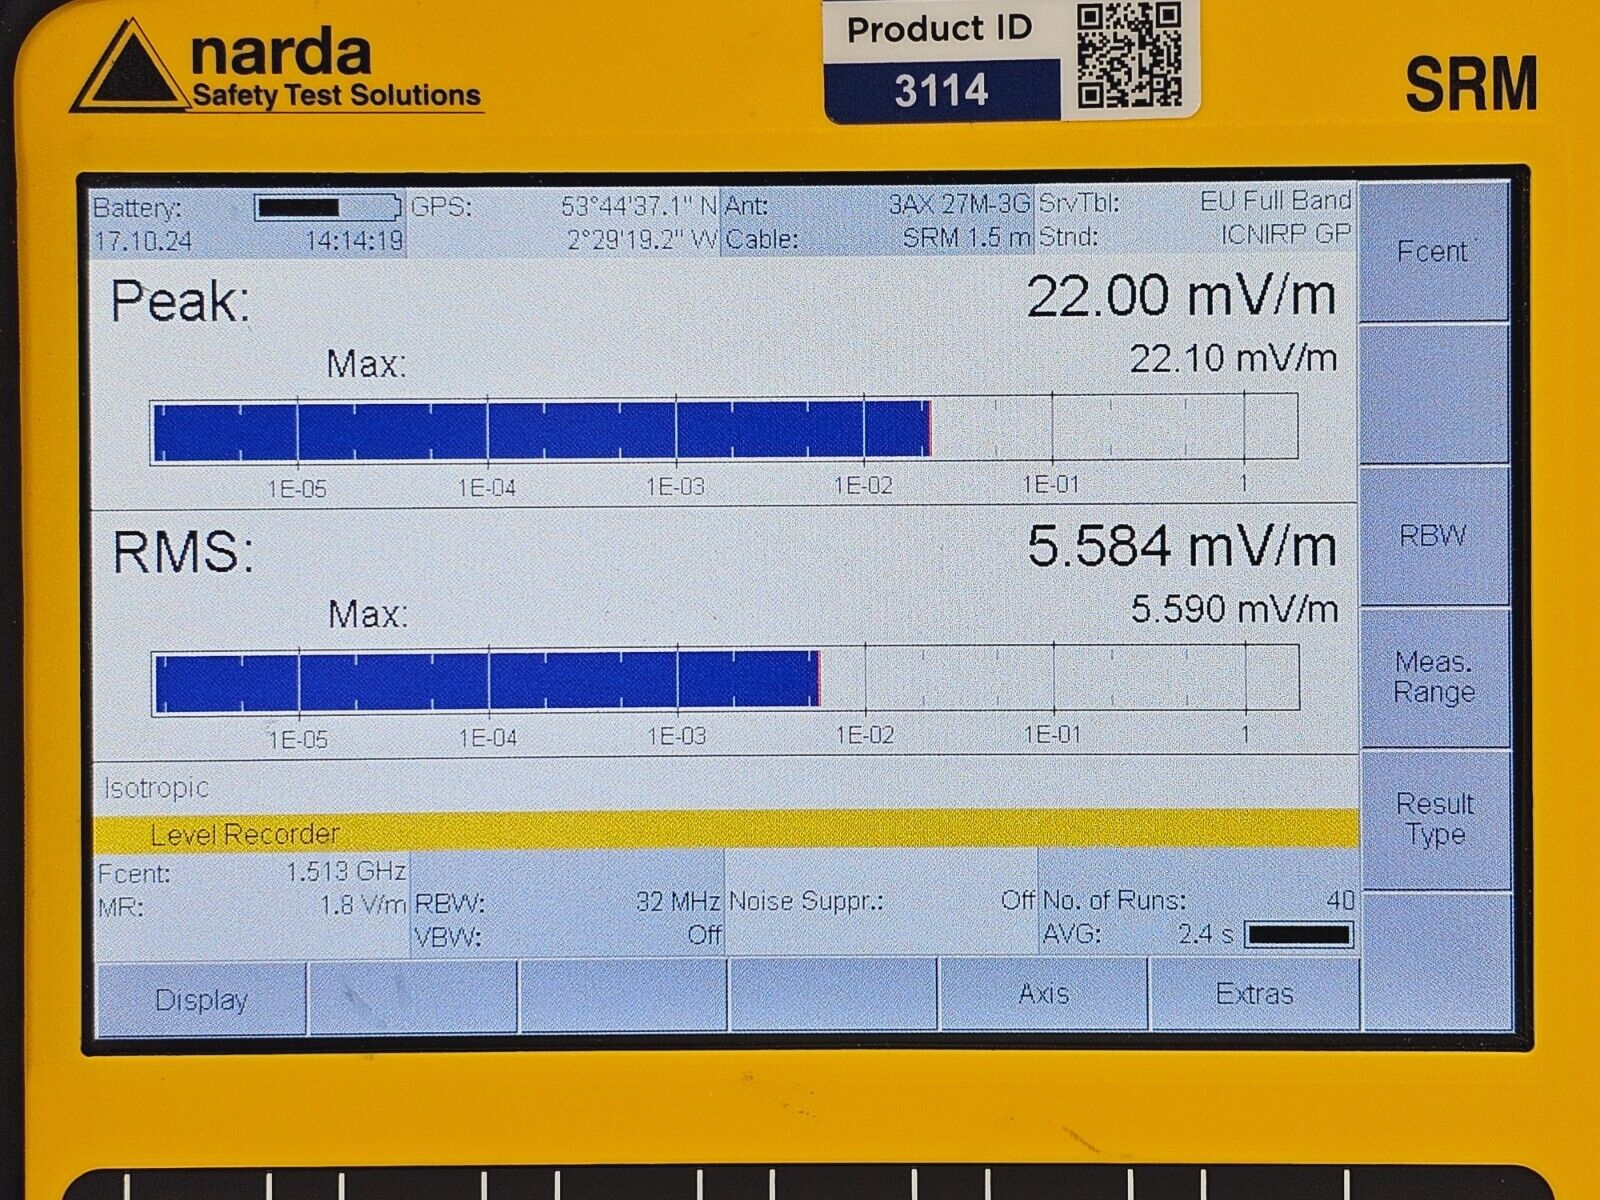 narda
Safety Test Solutions
Product ID
3114
SRM
Battery:
17.10.24 14:14:19
GPS: 53°44'37.1" N
2°29'19.2" W
Ant: 3AX 27M-3G
Cable: SRM 1.5 m
SrvTbl: EU Full Band
Stnd: ICNIRP GP
Fcent
Peak: 22.00 mV/m
Max: 22.10 mV/m
1E-05 1E-04 1E-03 1E-02 1E-01 1
RMS: 5.584 mV/m
RBW
Max: 5.590 mV/m
Meas.
Range
1E-05 1E-04 1E-03 1E-02 1E-01 1
Isotropic
Result
Type
Level Recorder
Fcent: 1.513 GHz
MR: 1.8 V/m
RBW: 32 MHz
VBW: Off
Noise Suppr.: Off
No. of Runs: 40
AVG: 2.4 s
Display Axis Extras